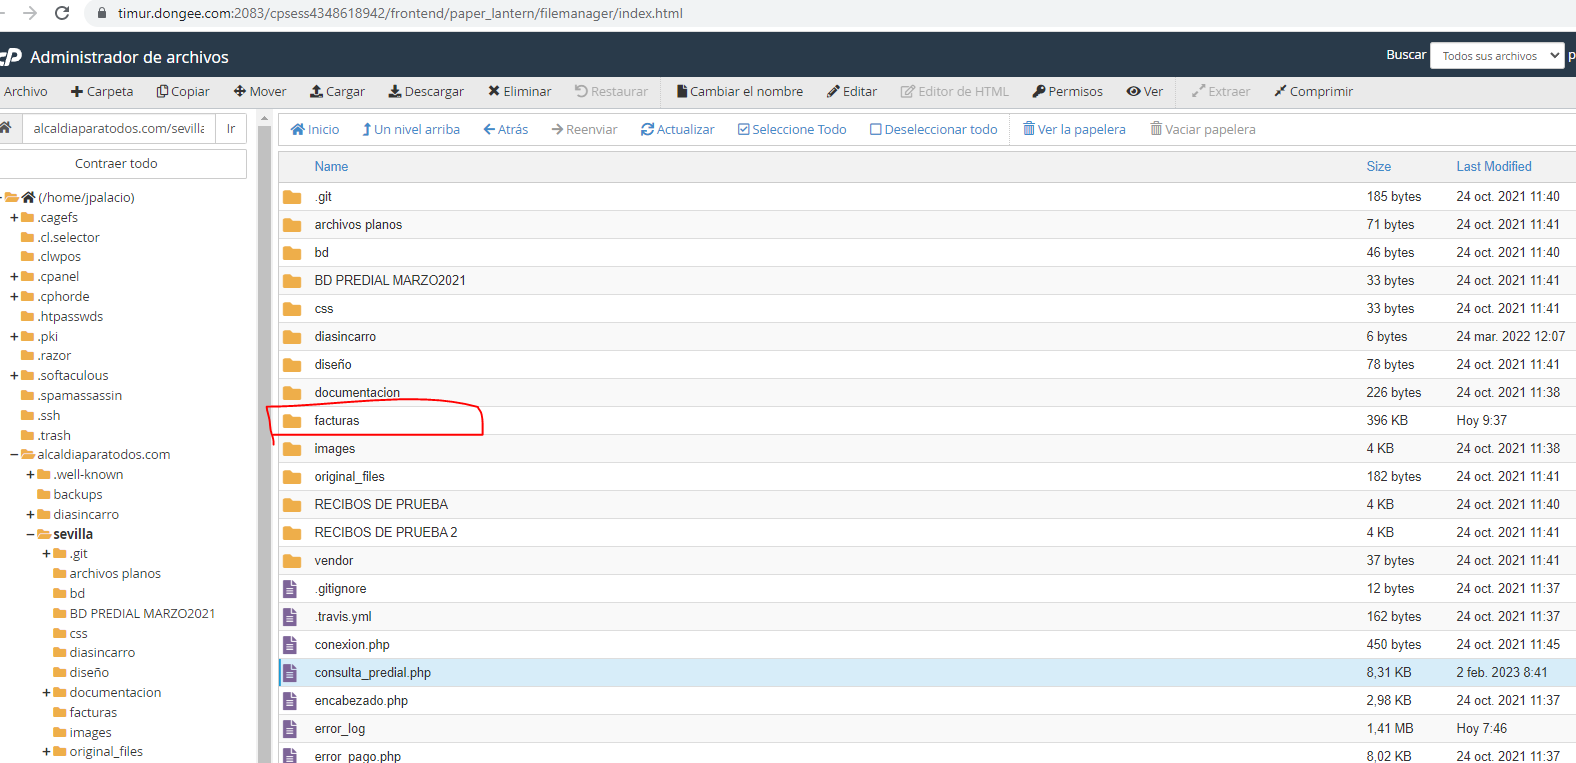 timur.dongee.com:2083/cpsess4348618942/frontend/paper_lantern/filemanager/index.html
cP Administrador de archivos
Buscar Todos sus archivos p
Archivo Carpeta Copiar Mover Cargar Descargar Eliminar Restaurar Cambiar el nombre Editar Editor de HTML Permisos Ver Extraer Comprimir
alcaldiaparatodos.com/sevilla Ir
Contraer todo
(/home/jpalacio)
.cagefs
.cl.selector
.clwpos
.cpanel
.cphorde
.htpasswds
.pki
.razor
.softaculous
.spamassassin
.ssh
.trash
alcaldiaparatodos.com
.well-known
backups
diasincarro
sevilla
.git
archivos planos
bd
BD PREDIAL MARZO2021
css
diasincarro
diseño
documentacion
facturas
images
original_files
Inicio Un nivel arriba Atrás Reenviar Actualizar Seleccione Todo Deseleccionar todo Ver la papelera Vaciar papelera
Name Size Last Modified
.git 185 bytes 24 oct. 2021 11:40
archivos planos 71 bytes 24 oct. 2021 11:41
bd 46 bytes 24 oct. 2021 11:40
BD PREDIAL MARZO2021 33 bytes 24 oct. 2021 11:41
css 33 bytes 24 oct. 2021 11:41
diasincarro 6 bytes 24 mar. 2022 12:07
diseño 78 bytes 24 oct. 2021 11:41
documentacion 226 bytes 24 oct. 2021 11:38
facturas 396 KB Hoy 9:37
images 4 KB 24 oct. 2021 11:38
original_files 182 bytes 24 oct. 2021 11:41
RECIBOS DE PRUEBA 4 KB 24 oct. 2021 11:40
RECIBOS DE PRUEBA 2 4 KB 24 oct. 2021 11:41
vendor 37 bytes 24 oct. 2021 11:41
.gitignore 12 bytes 24 oct. 2021 11:37
.travis.yml 162 bytes 24 oct. 2021 11:37
conexion.php 450 bytes 24 oct. 2021 11:45
consulta_predial.php 8,31 KB 2 feb. 2023 8:41
encabezado.php 2,98 KB 24 oct. 2021 11:37
error_log 1,41 MB Hoy 7:46
error_pago.php 8,02 KB 24 oct. 2021 11:37